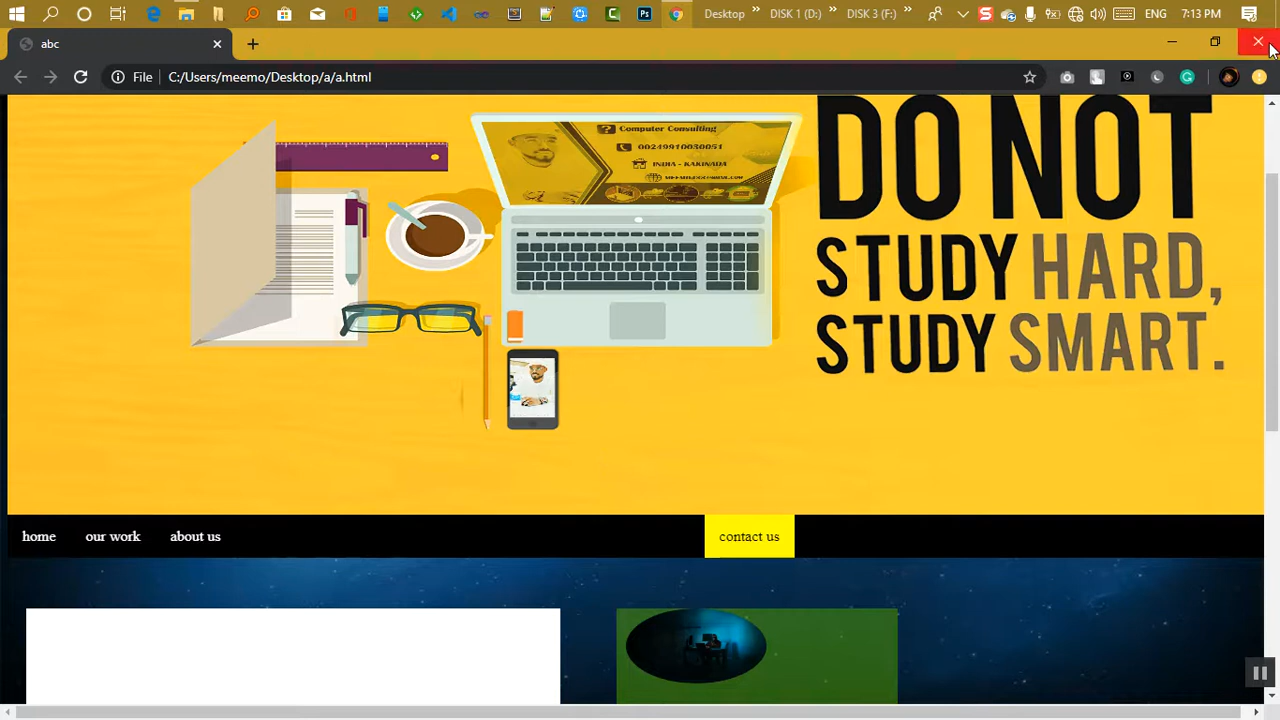 Desktop
DISK 1 (D:)
DISK 3 (F:)
ENG
7:13 PM
abc
File
C:/Users/meemo/Desktop/a/a.html
Computer Consulting
00249910030051
INDIA - KAKINADA
DO NOT
STUDY HARD,
STUDY SMART.
home
our work
about us
contact us